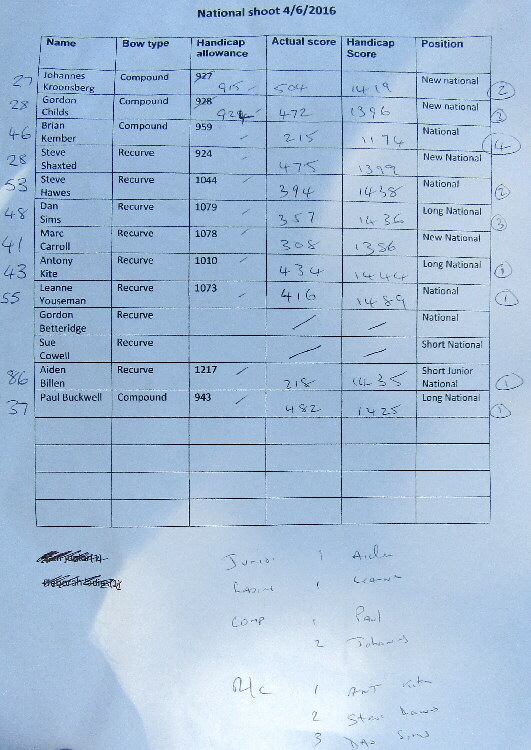 National shoot 4/6/2016
Name Bow type Handicap allowance Actual score Handicap Score Position
27 Johannes Kroonsberg Compound 927 915 504 1419 New national 2
28 Gordon Childs Compound 928 924 472 1396 New national 3
46 Brian Kember Compound 959 215 1174 National 4
28 Steve Shaxted Recurve 924 475 1399 New National
53 Steve Hawes Recurve 1044 394 1438 National 2
48 Dan Sims Recurve 1079 357 1436 Long National 3
41 Marc Carroll Recurve 1078 308 1386 New National
43 Antony Kite Recurve 1010 434 1444 Long National 1
55 Leanne Youseman Recurve 1073 416 1489 National 1
Gordon Betteridge Recurve / / National
Sue Cowell Recurve / / Short National
86 Aiden Billen Recurve 1217 218 1435 Short Junior National 1
37 Paul Buckwell Compound 943 482 1425 Long National 1
Junior 1 Aiden
Ladies 1 Leanne
Comp 1 Paul
2 Johannes
R/c 1 Ant Kite
2 Steve Hawes
3 Dan Sims